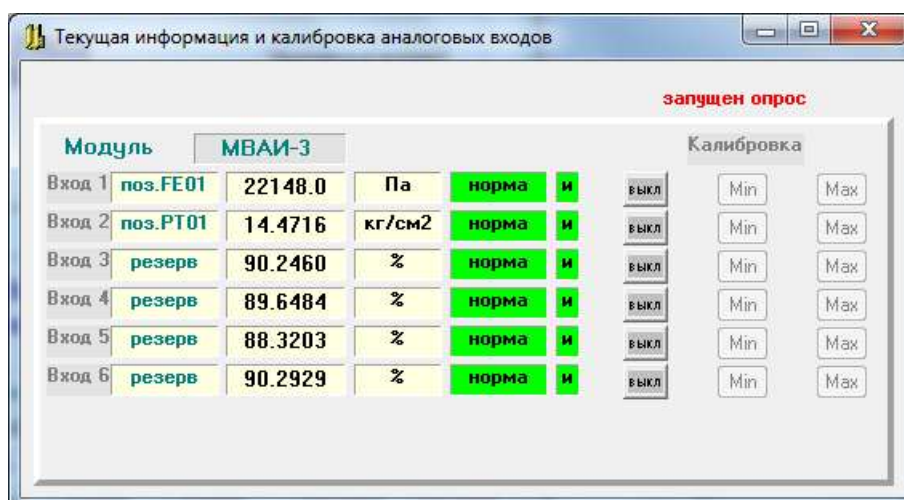 Текущая информация и калибровка аналоговых входов
запущен опрос
Модуль МВАИ-3 Калибровка
Вход 1 поз.FE01 22148.0 Па норма и выкл Min Max
Вход 2 поз.PT01 14.4716 кг/см2 норма и выкл Min Max
Вход 3 резерв 90.2460 % норма и выкл Min Max
Вход 4 резерв 89.6484 % норма и выкл Min Max
Вход 5 резерв 88.3203 % норма и выкл Min Max
Вход 6 резерв 90.2929 % норма и выкл Min Max